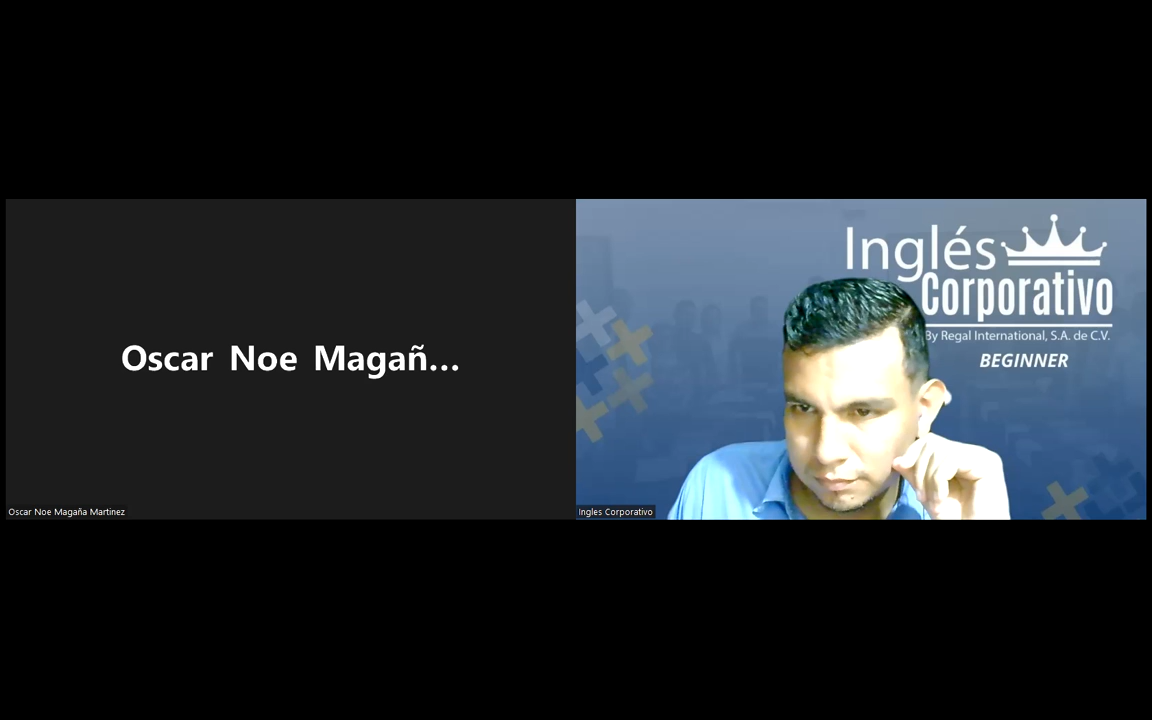 Oscar Noe Magañ...
Oscar Noe Magaña Martinez
Inglés
Corporativo
By Regal International, S.A. de C.V.
BEGINNER
Ingles Corporativo